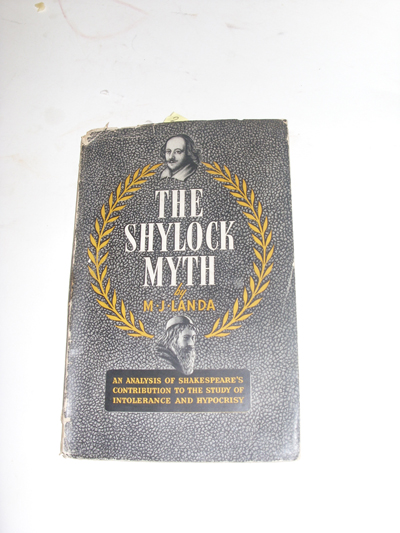 THE
SHYLOCK
MYTH
by
M·J·LANDA
AN ANALYSIS OF SHAKESPEARE'S
CONTRIBUTION TO THE STUDY OF
INTOLERANCE AND HYPOCRISY